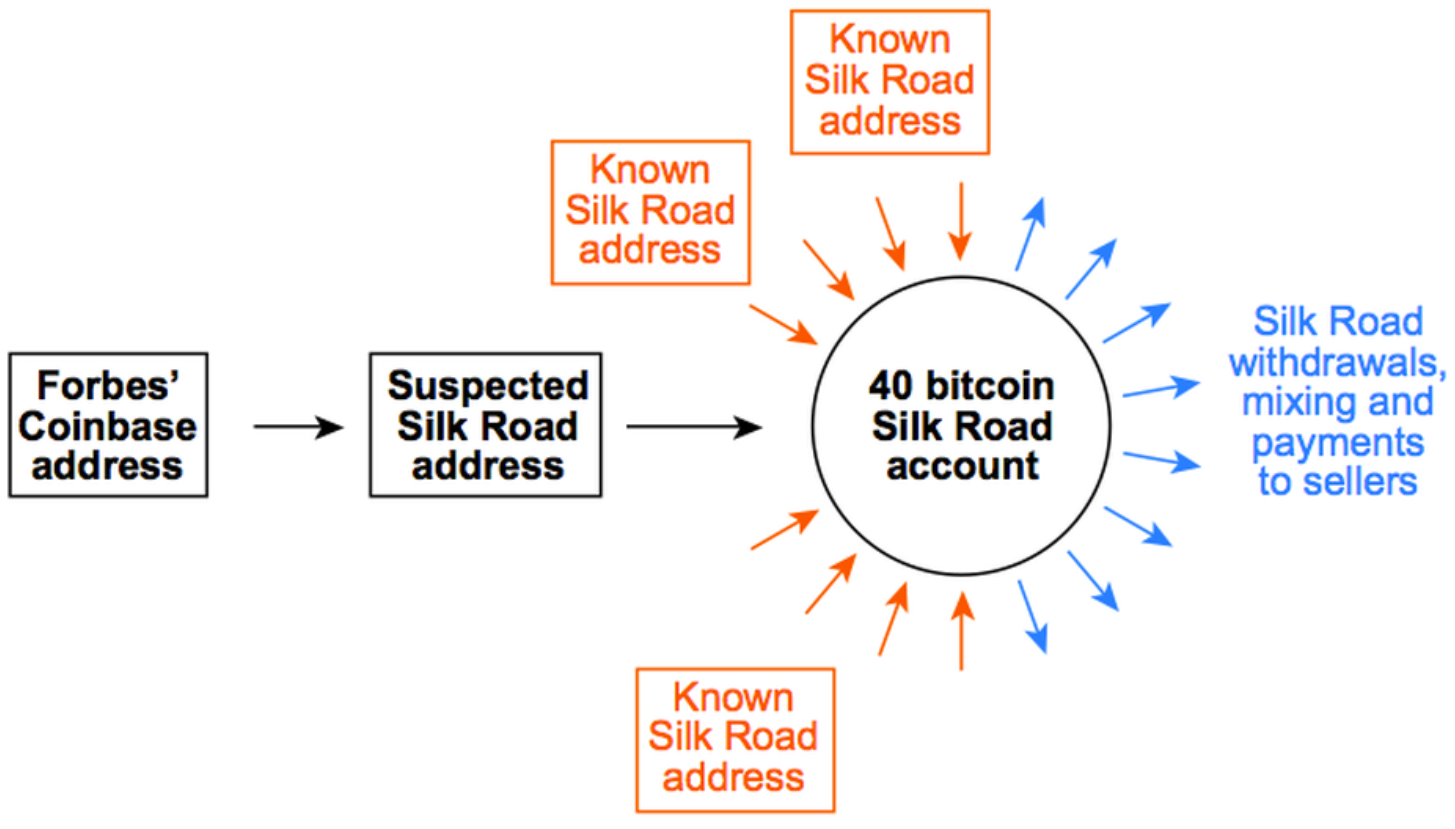 Known
Silk Road
address
Known
Silk Road
address
Forbes’
Coinbase
address
Suspected
Silk Road
address
40 bitcoin
Silk Road
account
Silk Road
withdrawals,
mixing and
payments
to sellers
Known
Silk Road
address